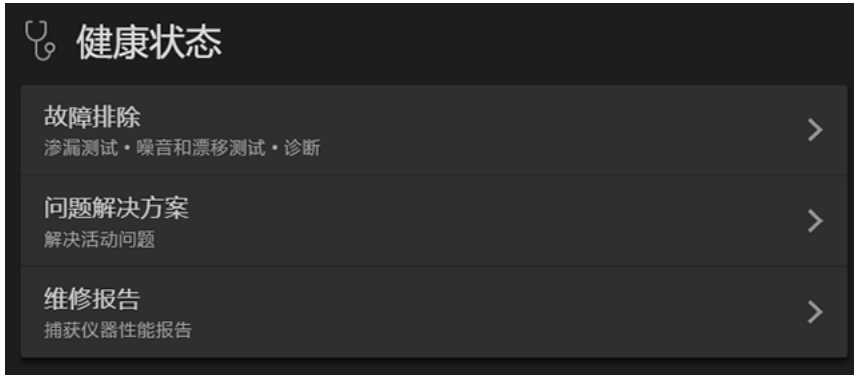 健康状态
故障排除
渗漏测试•噪音和漂移测试•诊断
问题解决方案
解决活动问题
维修报告
捕获仪器性能报告